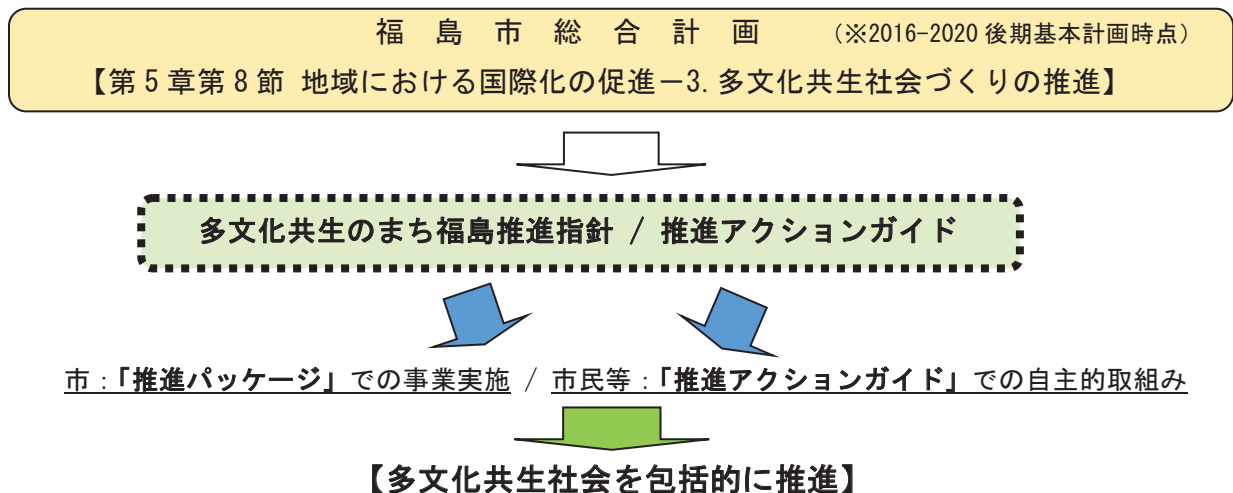 福島市総合計画 (※2016-2020 後期基本計画時点)
【第5章第8節 地域における国際化の促進－3. 多文化共生社会づくりの推進】
多文化共生のまち福島推進指針 / 推進アクションガイド
市：「推進パッケージ」での事業実施 / 市民等：「推進アクションガイド」での自主的取組み
【多文化共生社会を包括的に推進】